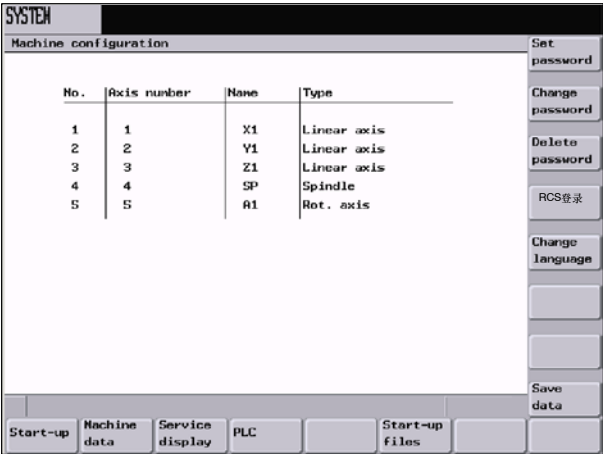 SYSTEM
Machine configuration
No. Axis number Name Type
1 1 X1 Linear axis
2 2 Y1 Linear axis
3 3 Z1 Linear axis
4 4 SP Spindle
5 5 A1 Rot. axis
Set
password
Change
password
Delete
password
RCS登录
Change
language
Save
data
Start-up
Machine
data
Service
display
PLC
Start-up
files